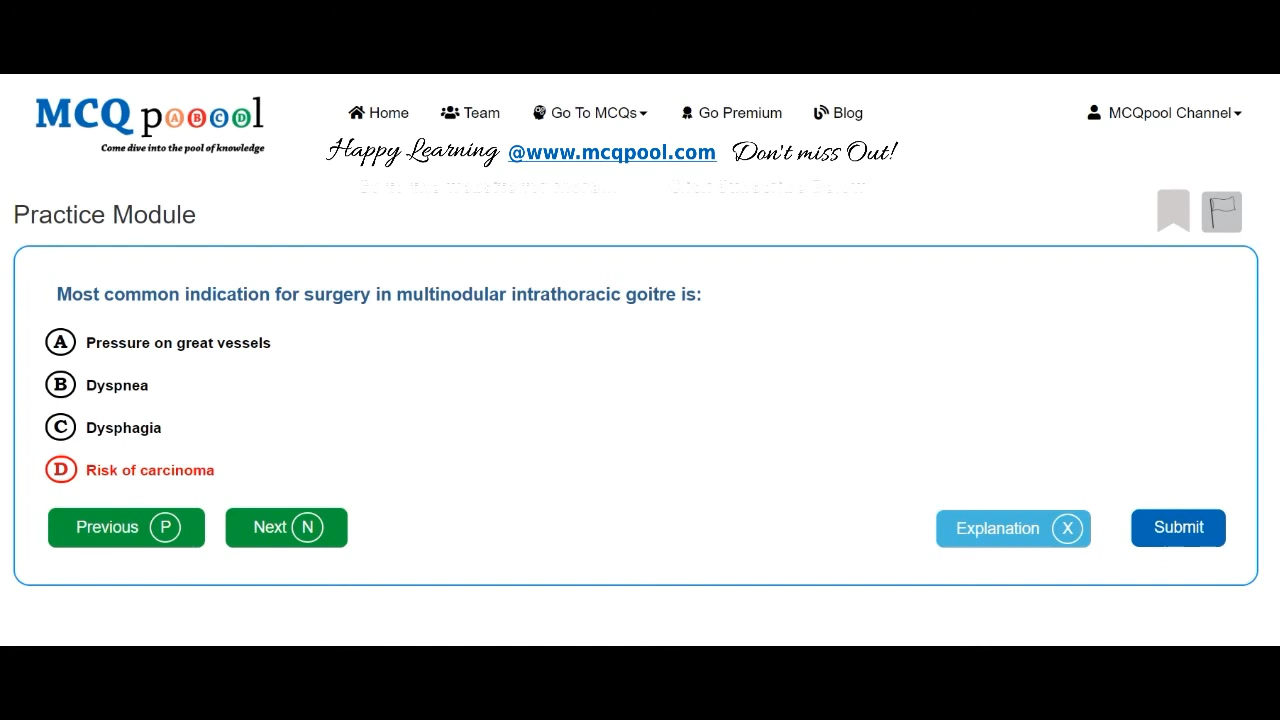 MCQ pABCDl
Come dive into the pool of knowledge
Home Team Go To MCQs Go Premium Blog MCQpool Channel
Happy Learning @www.mcqpool.com Don't miss Out!
Practice Module
Most common indication for surgery in multinodular intrathoracic goitre is:
A Pressure on great vessels
B Dyspnea
C Dysphagia
D Risk of carcinoma
Previous P Next N Explanation X Submit